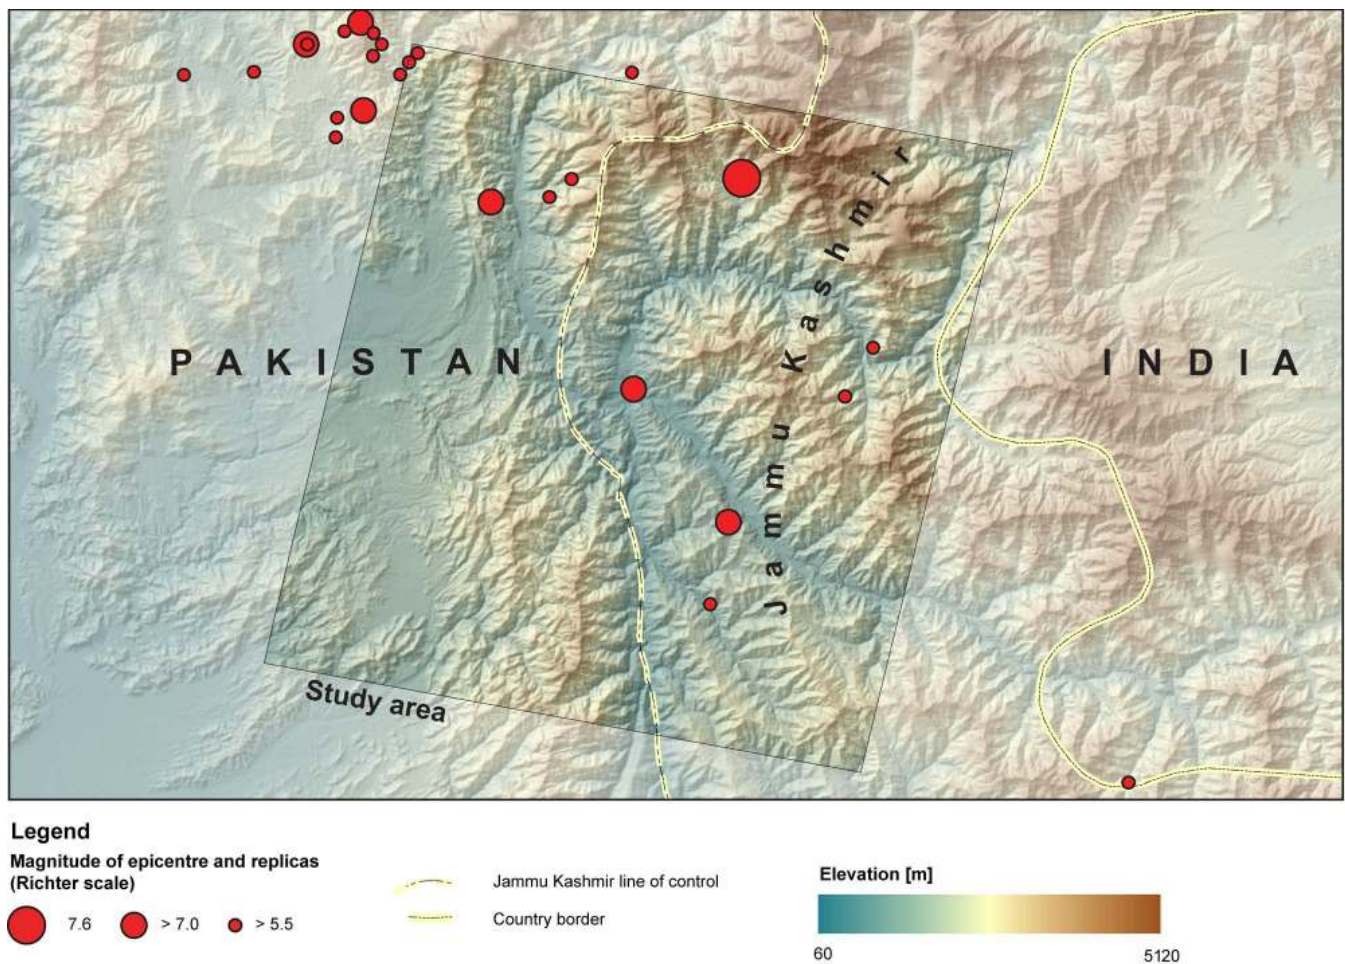 PAKISTAN
Jammu Kashmir
INDIA
Study area
Legend
Magnitude of epicentre and replicas
(Richter scale)
7.6
> 7.0
> 5.5
Jammu Kashmir line of control
Country border
Elevation [m]
60
5120